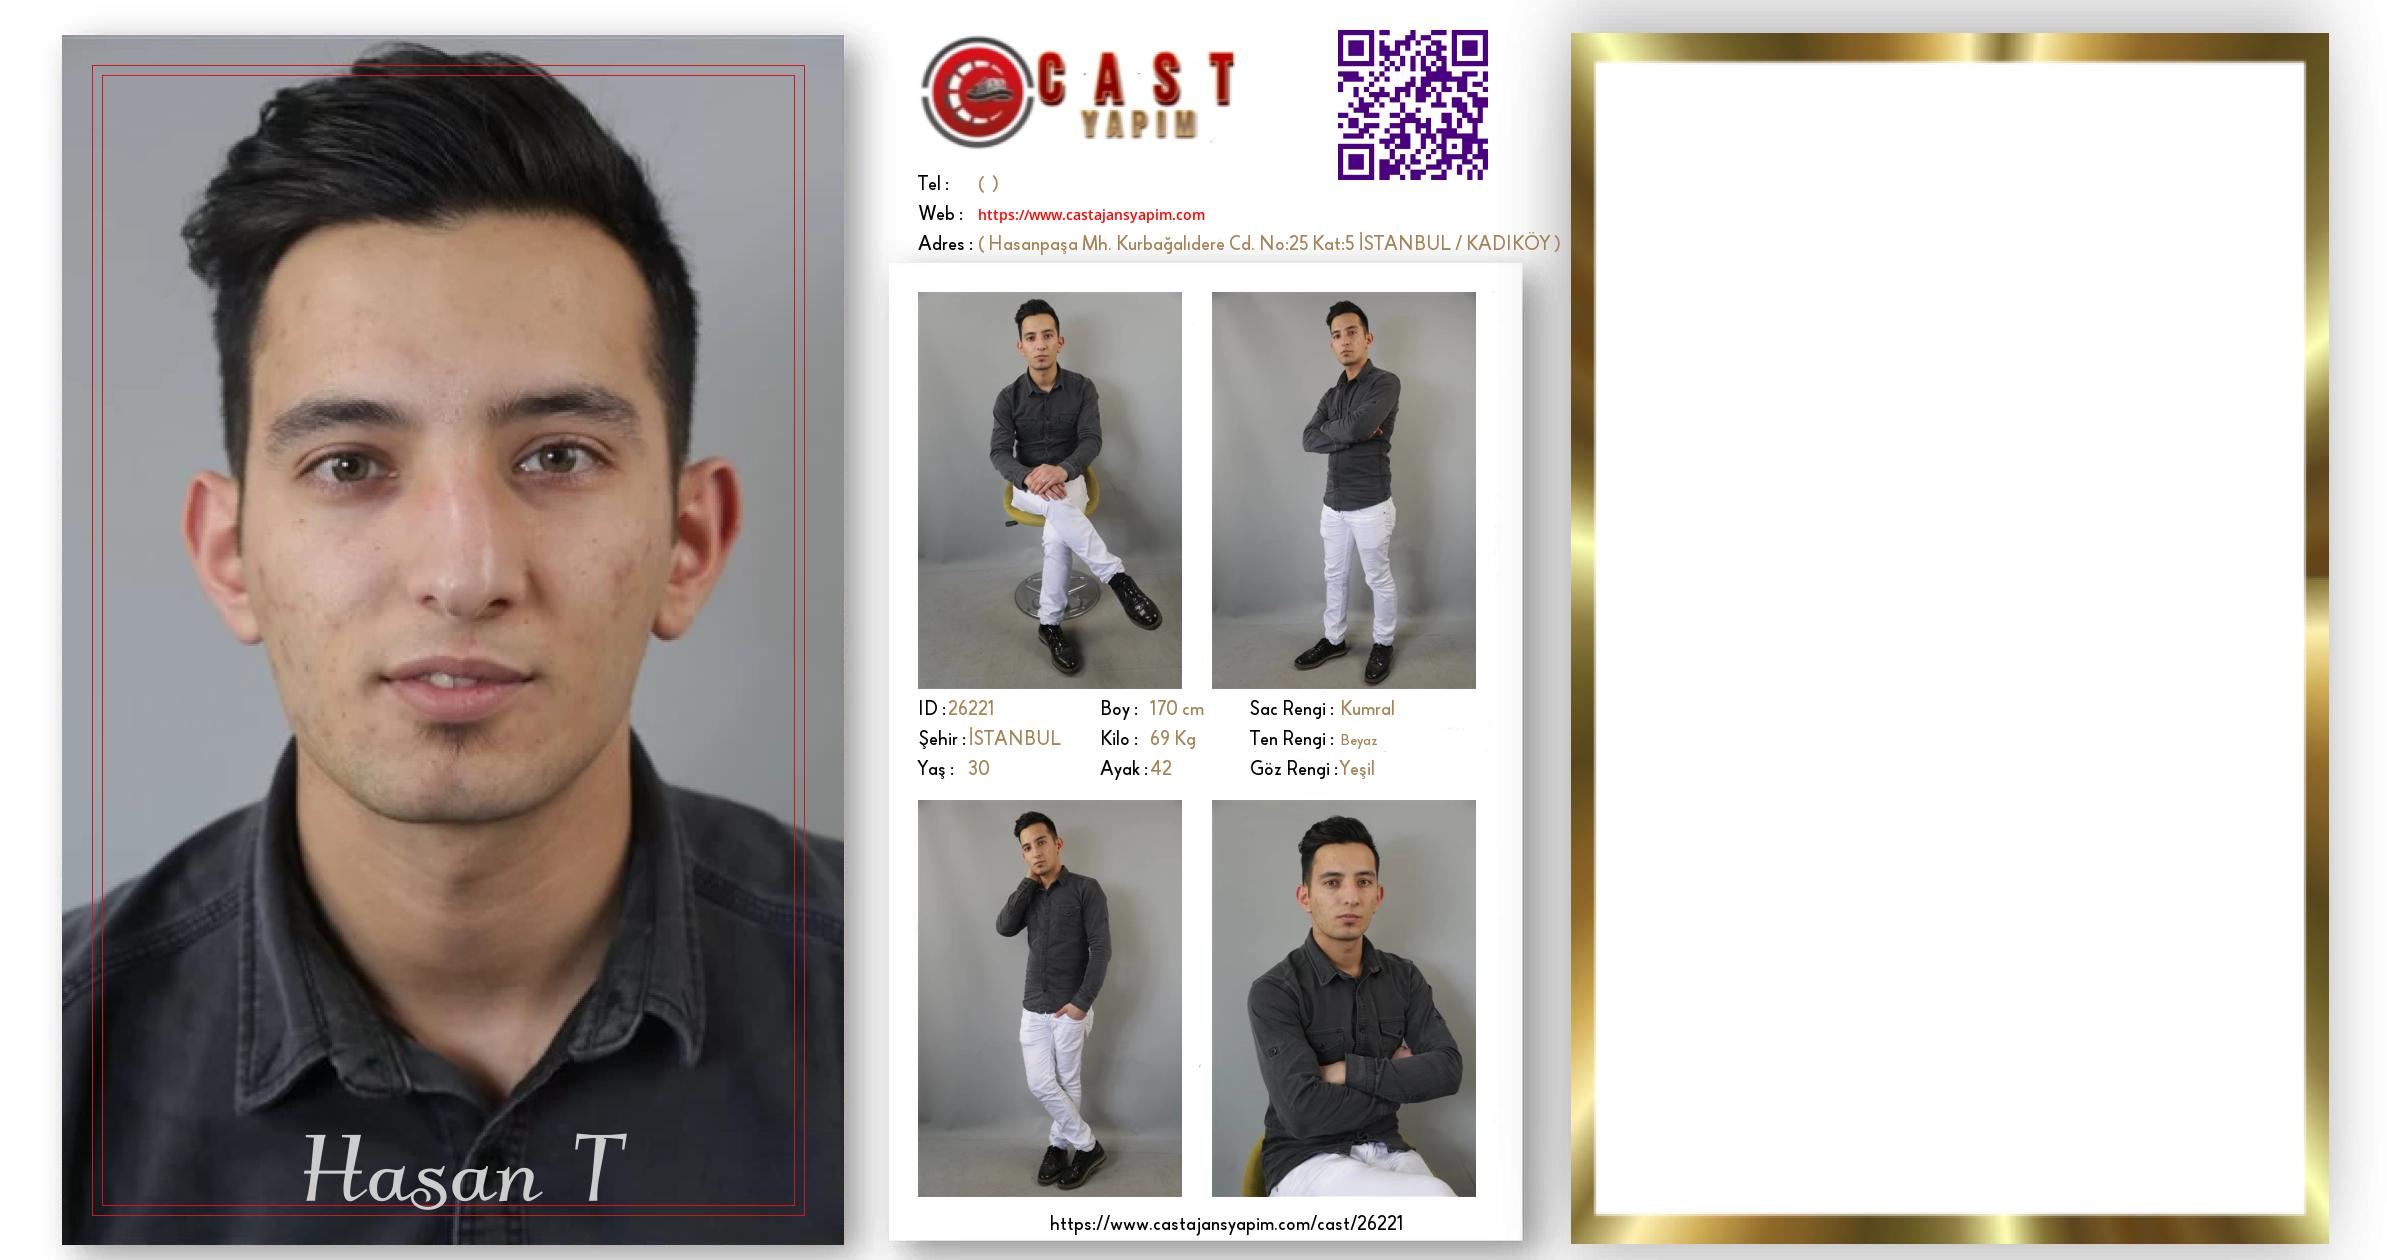 Hasan T
CAST
YAPIM
Tel : ( )
Web : https://www.castajansyapim.com
Adres : ( Hasanpaşa Mh. Kurbağalıdere Cd. No:25 Kat:5 İSTANBUL / KADIKÖY )
ID : 26221 Boy : 170 cm Sac Rengi : Kumral
Şehir : İSTANBUL Kilo : 69 Kg Ten Rengi : Beyaz
Yaş : 30 Ayak : 42 Göz Rengi : Yeşil
https://www.castajansyapim.com/cast/26221